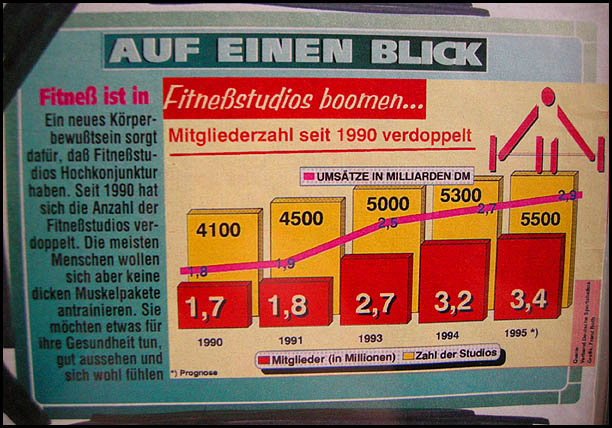 AUF EINEN BLICK
Fitneß ist in
Ein neues Körper-
bewußtsein sorgt
dafür, daß Fitneßstu-
dios Hochkonjunktur
haben. Seit 1990 hat
sich die Anzahl der
Fitneßstudios ver-
doppelt. Die meisten
Menschen wollen
sich aber keine
dicken Muskelpakete
antrainieren. Sie
möchten etwas für
ihre Gesundheit tun,
gut aussehen und
sich wohl fühlen
Fitneßstudios boomen...
Mitgliederzahl seit 1990 verdoppelt
UMSÄTZE IN MILLIARDEN DM
4100 4500 5000 5300 5500
1,8 1,9 2,5 2,7 2,9
1,7 1,8 2,7 3,2 3,4
1990 1991 1993 1994 1995 *)
Mitglieder (in Millionen) Zahl der Studios
*) Prognose
Quelle: